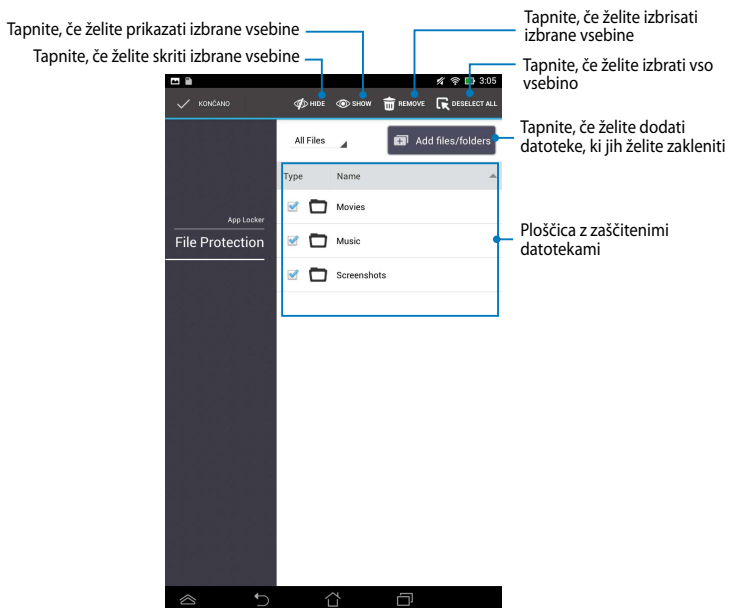 Tapnite, če želite prikazati izbrane vsebine
Tapnite, če želite skriti izbrane vsebine
Tapnite, če želite izbrisati
izbrane vsebine
Tapnite, če želite izbrati vso
vsebino
3:05
KONČANO
HIDE
SHOW
REMOVE
DESELECT ALL
All Files
Add files/folders
Tapnite, če želite dodati
datoteke, ki jih želite zakleniti
Type Name
Movies
App Locker
File Protection
Music
Screenshots
Ploščica z zaščitenimi
datotekami